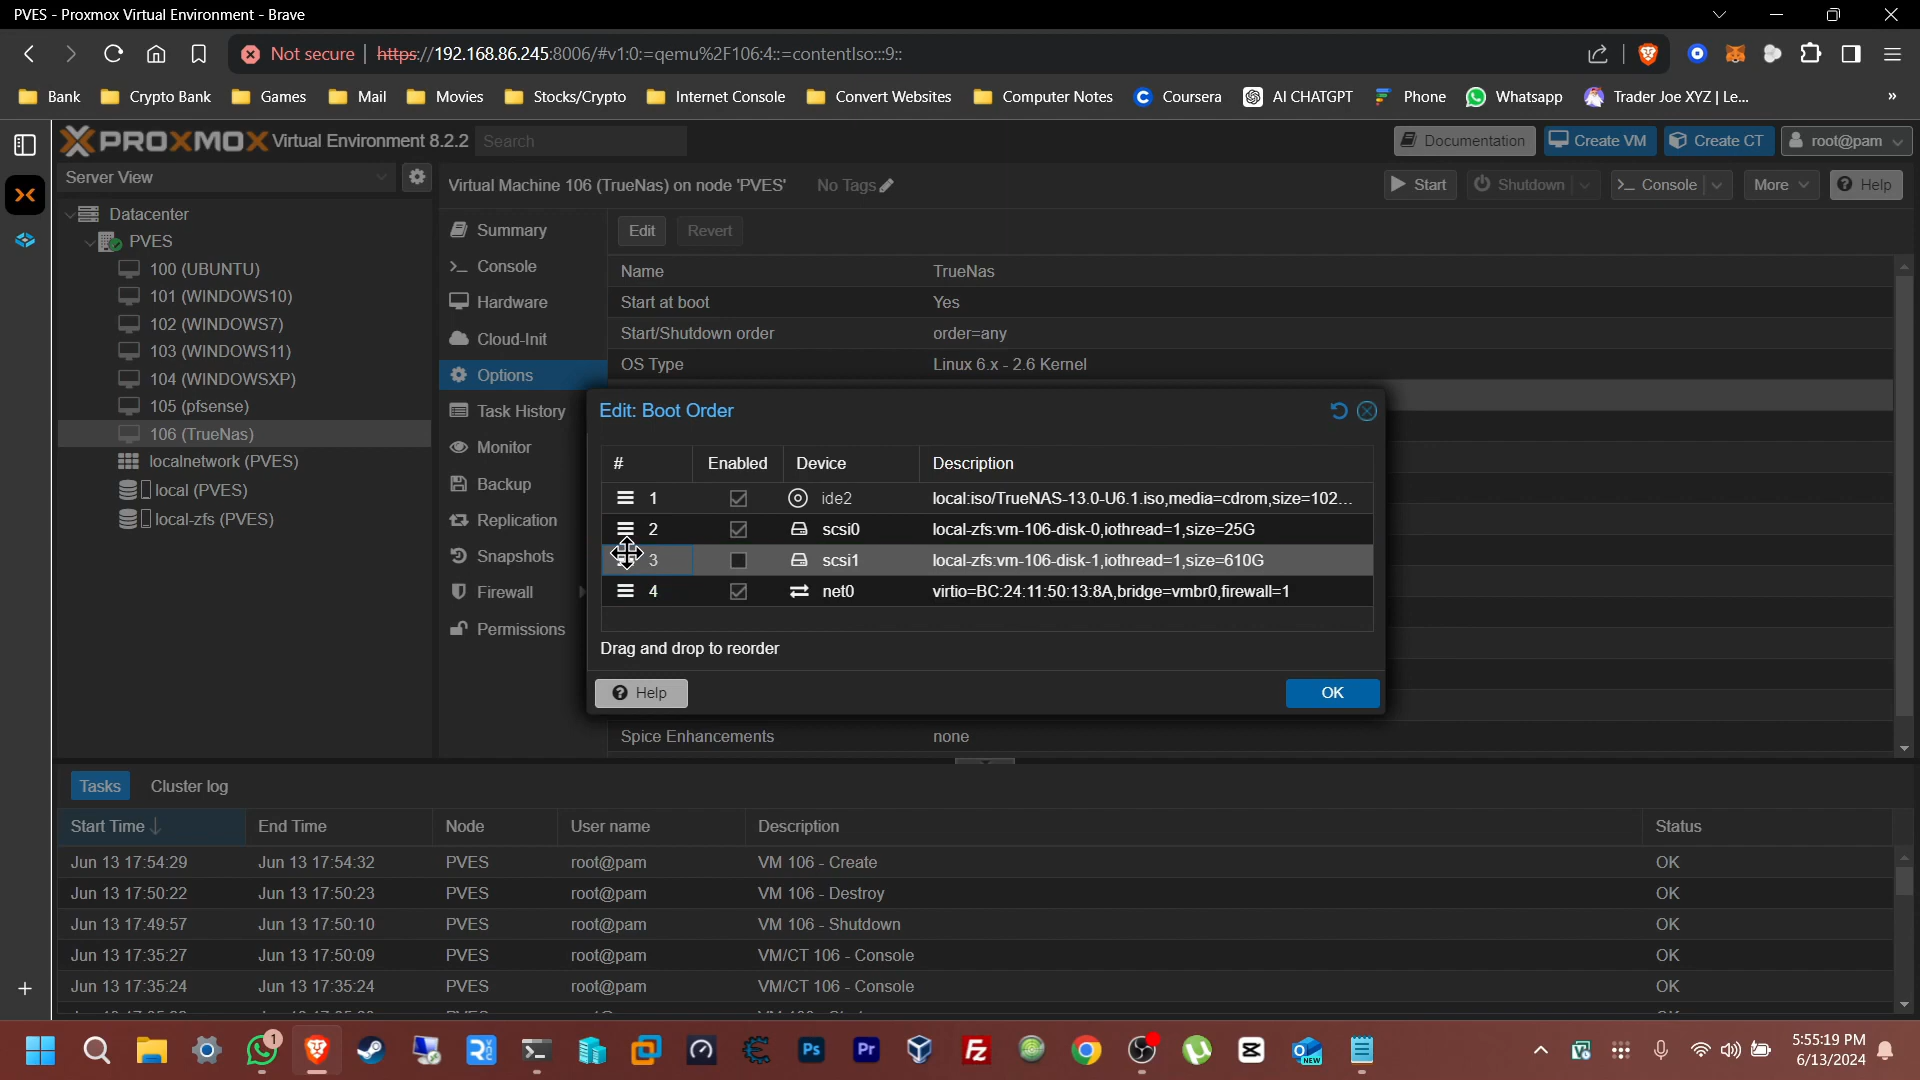 PVES - Proxmox Virtual Environment - Brave
Not secure | https://192.168.86.245:8006/#v1:0:=qemu%2F106:4::=contentIso:::9::
Bank Crypto Bank Games Mail Movies Stocks/Crypto Internet Console Convert Websites Computer Notes Coursera AI CHATGPT Phone Whatsapp Trader Joe XYZ | Le... »
PROXMOX Virtual Environment 8.2.2 Search Documentation Create VM Create CT root@pam
Server View
Virtual Machine 106 (TrueNas) on node 'PVES' No Tags Start Shutdown Console More Help
Datacenter
PVES
100 (UBUNTU)
101 (WINDOWS10)
102 (WINDOWS7)
103 (WINDOWS11)
104 (WINDOWSXP)
105 (pfsense)
106 (TrueNas)
localnetwork (PVES)
local (PVES)
local-zfs (PVES)
Summary
Console
Hardware
Cloud-Init
Options
Task History
Monitor
Backup
Replication
Snapshots
Firewall
Permissions
Edit Revert
Name TrueNas
Start at boot Yes
Start/Shutdown order order=any
OS Type Linux 6.x - 2.6 Kernel
Edit: Boot Order
# Enabled Device Description
1 ide2 local:iso/TrueNAS-13.0-U6.1.iso,media=cdrom,size=102...
2 scsi0 local-zfs:vm-106-disk-0,iothread=1,size=25G
3 scsi1 local-zfs:vm-106-disk-1,iothread=1,size=610G
4 net0 virtio=BC:24:11:50:13:8A,bridge=vmbr0,firewall=1
Drag and drop to reorder
Help OK
Spice Enhancements none
Tasks Cluster log
Start Time End Time Node User name Description Status
Jun 13 17:54:29 Jun 13 17:54:32 PVES root@pam VM 106 - Create OK
Jun 13 17:50:22 Jun 13 17:50:23 PVES root@pam VM 106 - Destroy OK
Jun 13 17:49:57 Jun 13 17:50:10 PVES root@pam VM 106 - Shutdown OK
Jun 13 17:35:27 Jun 13 17:50:09 PVES root@pam VM/CT 106 - Console OK
Jun 13 17:35:24 Jun 13 17:35:24 PVES root@pam VM/CT 106 - Console OK
1 Ps Pr Fz NEW
5:55:19 PM
6/13/2024